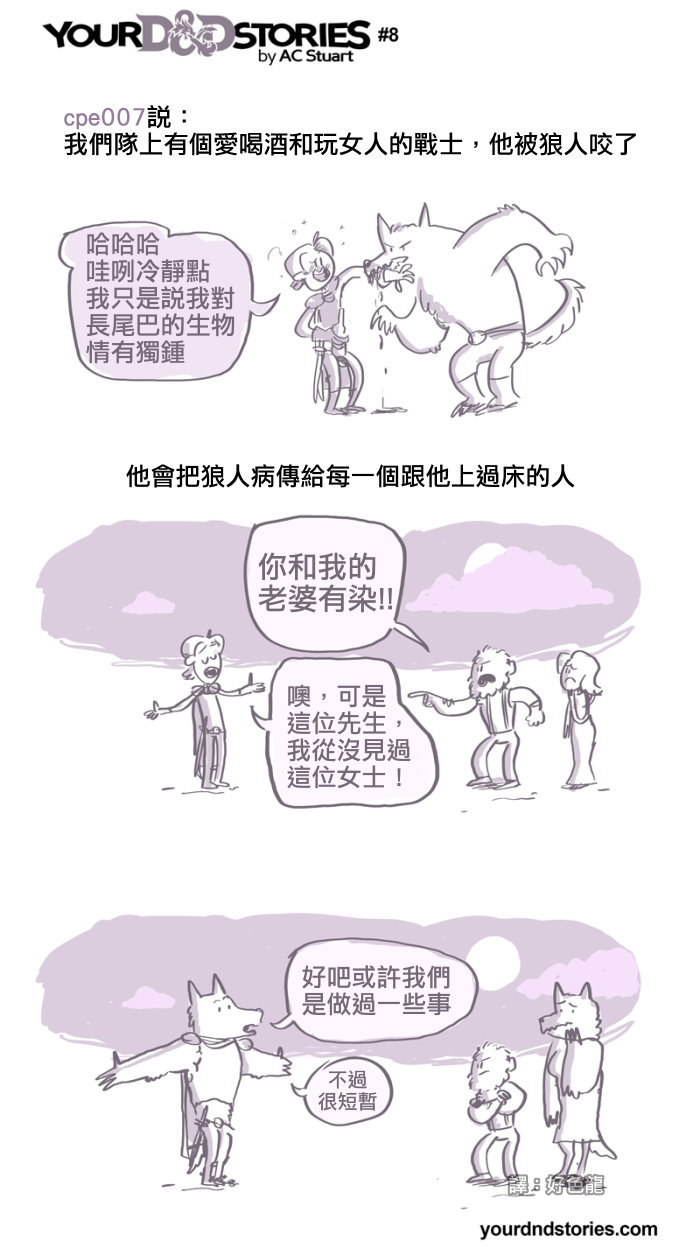 YOUR D&D STORIES #8
by AC Stuart
cpe007説：
我們隊上有個愛喝酒和玩女人的戰士，他被狼人咬了
哈哈哈
哇咧冷靜點
我只是説我對
長尾巴的生物
情有獨鍾
他會把狼人病傳給每一個跟他上過床的人
你和我的
老婆有染!!
噢，可是
這位先生，
我從沒見過
這位女士！
好吧或許我們
是做過一些事
不過
很短暫
譯：好色龍
yourdndstories.com